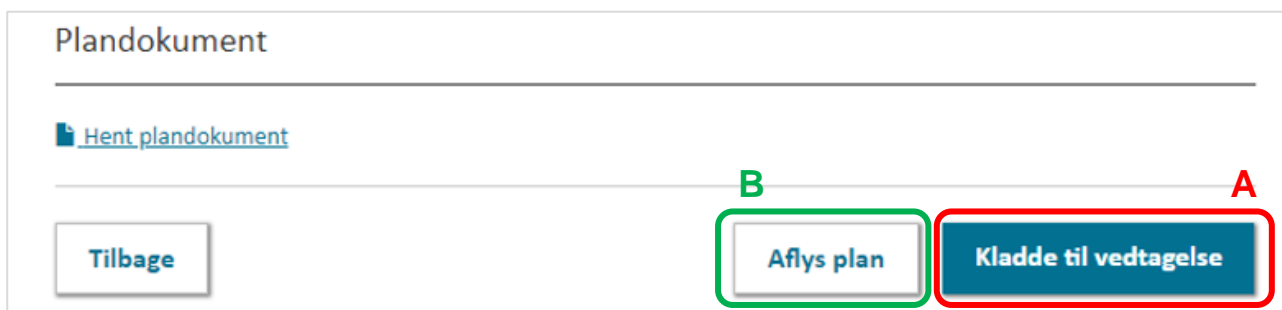 Plandokument
Hent plandokument
B
A
Tilbage
Aflys plan
Kladde til vedtagelse